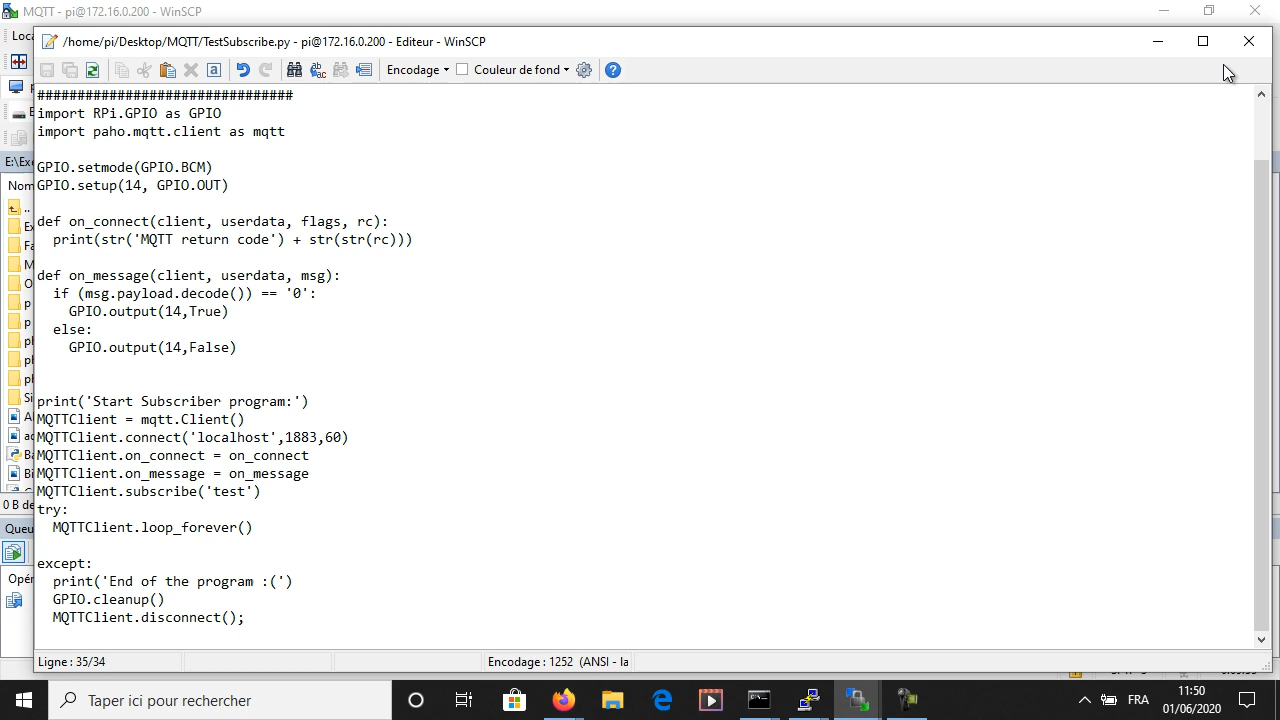 MQTT - pi@172.16.0.200 - WinSCP
/home/pi/Desktop/MQTT/TestSubscribe.py - pi@172.16.0.200 - Editeur - WinSCP
Encodage
Couleur de fond
################################
import RPi.GPIO as GPIO
import paho.mqtt.client as mqtt
GPIO.setmode(GPIO.BCM)
GPIO.setup(14, GPIO.OUT)
def on_connect(client, userdata, flags, rc):
  print(str('MQTT return code') + str(str(rc)))
def on_message(client, userdata, msg):
  if (msg.payload.decode()) == '0':
    GPIO.output(14,True)
  else:
    GPIO.output(14,False)
print('Start Subscriber program:')
MQTTClient = mqtt.Client()
MQTTClient.connect('localhost',1883,60)
MQTTClient.on_connect = on_connect
MQTTClient.on_message = on_message
MQTTClient.subscribe('test')
try:
  MQTTClient.loop_forever()
except:
  print('End of the program :(')
  GPIO.cleanup()
  MQTTClient.disconnect();
Ligne : 35/34
Encodage : 1252 (ANSI - la
E:\Exe
Nom
..
0 B de
Queu
Opér
Taper ici pour rechercher
FRA
11:50
01/06/2020